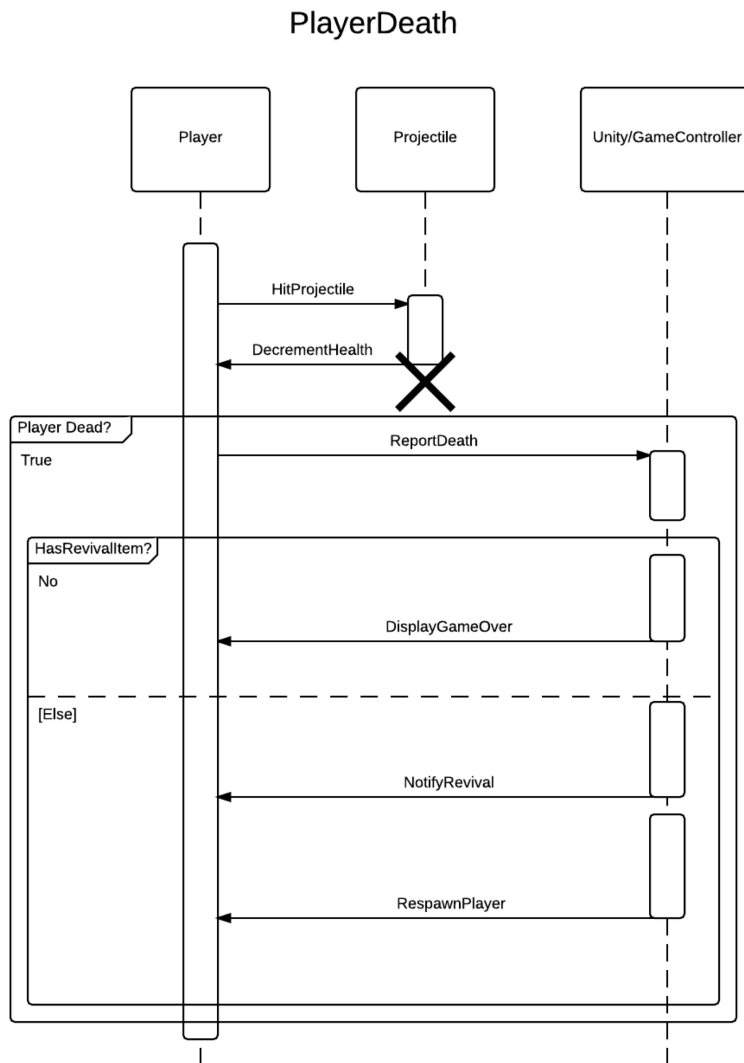 PlayerDeath
Player
Projectile
Unity/GameController
HitProjectile
DecrementHealth
Player Dead?
ReportDeath
True
HasRevivalItem?
No
DisplayGameOver
[Else]
NotifyRevival
RespawnPlayer